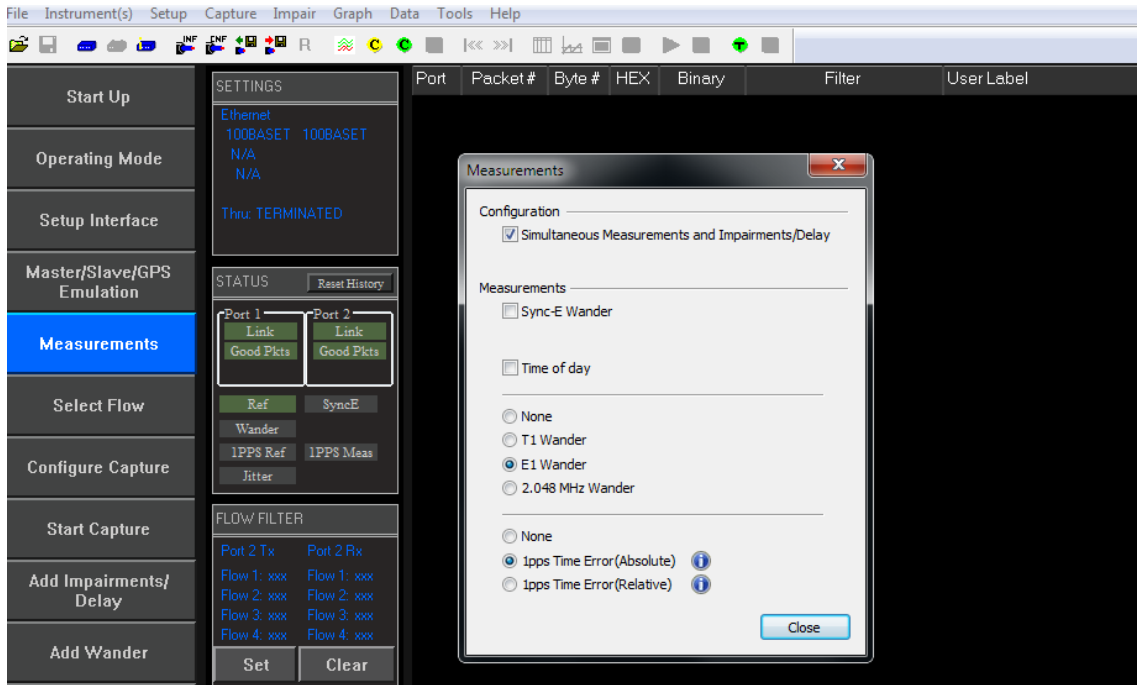 File Instrument(s) Setup Capture Impair Graph Data Tools Help
INF INF R C C T
Start Up
Operating Mode
Setup Interface
Master/Slave/GPS
Emulation
Measurements
Select Flow
Configure Capture
Start Capture
Add Impairments/
Delay
Add Wander
SETTINGS
Ethernet
100BASET 100BASET
N/A
N/A
Thru: TERMINATED
STATUS Reset History
Port 1 Port 2
Link Link
Good Pkts Good Pkts
Ref SyncE
Wander
1PPS Ref 1PPS Meas
Jitter
FLOW FILTER
Port 2 Tx Port 2 Rx
Flow 1: xxx Flow 1: xxx
Flow 2: xxx Flow 2: xxx
Flow 3: xxx Flow 3: xxx
Flow 4: xxx Flow 4: xxx
Set Clear
Port Packet# Byte # HEX Binary Filter User Label
Measurements
Configuration
Simultaneous Measurements and Impairments/Delay
Measurements
Sync-E Wander
Time of day
None
T1 Wander
E1 Wander
2.048 MHz Wander
None
1pps Time Error(Absolute)
1pps Time Error(Relative)
Close